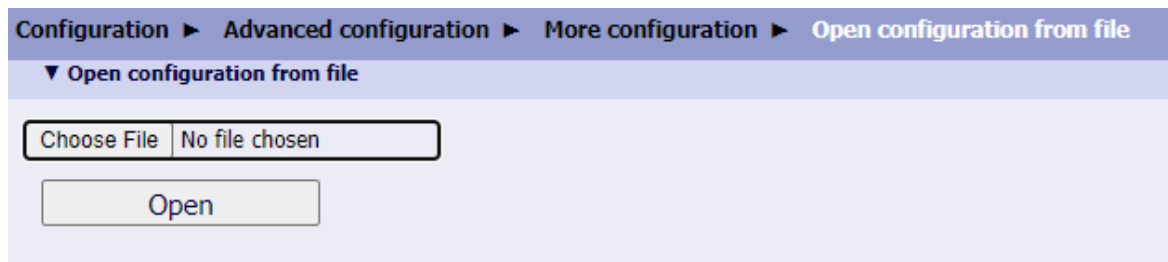 Configuration ► Advanced configuration ► More configuration ► Open configuration from file
▼ Open configuration from file
Choose File No file chosen
Open